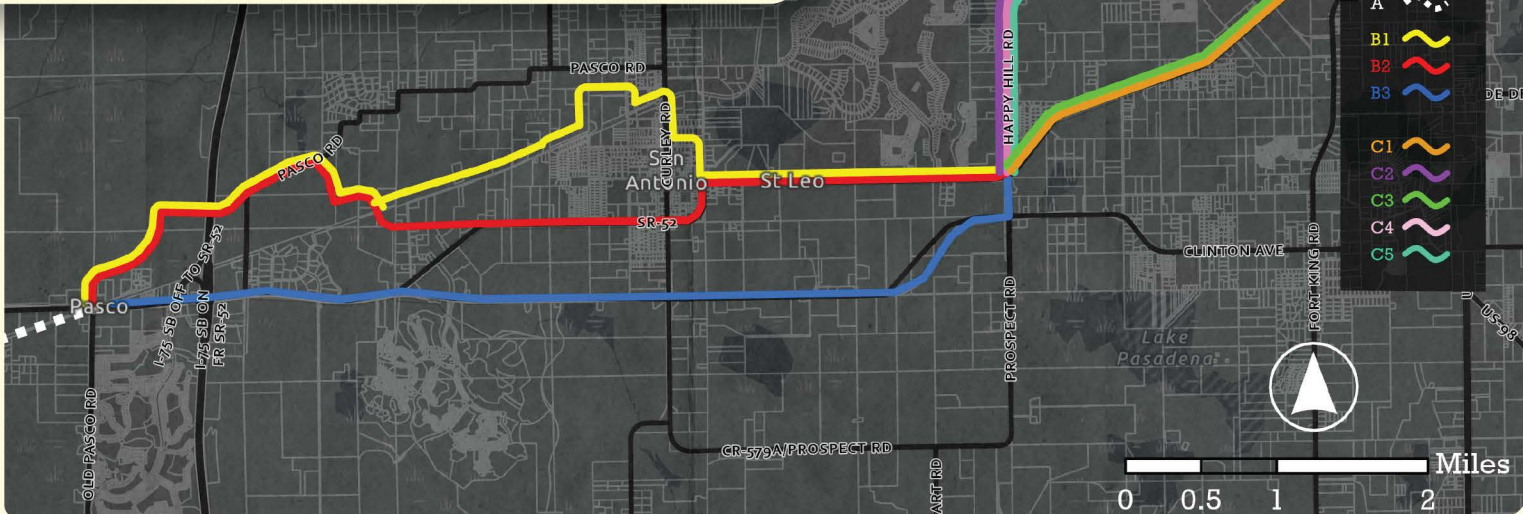 A
B1
B2
B3
C1
C2
C3
C4
C5
PASCO RD
HAPPY HILL RD
PASCO RD
CURLEY RD
San
Antonio
St Leo
SR-52
I-75 SB OFF TO SR-52
I-75 SB ON
FR SR-52
Pasco
OLD PASCO RD
CLINTON AVE
FORT KING RD
PROSPECT RD
Lake
Pasadena
US-98
CR-579A/PROSPECT RD
ART RD
Miles
0 0.5 1 2